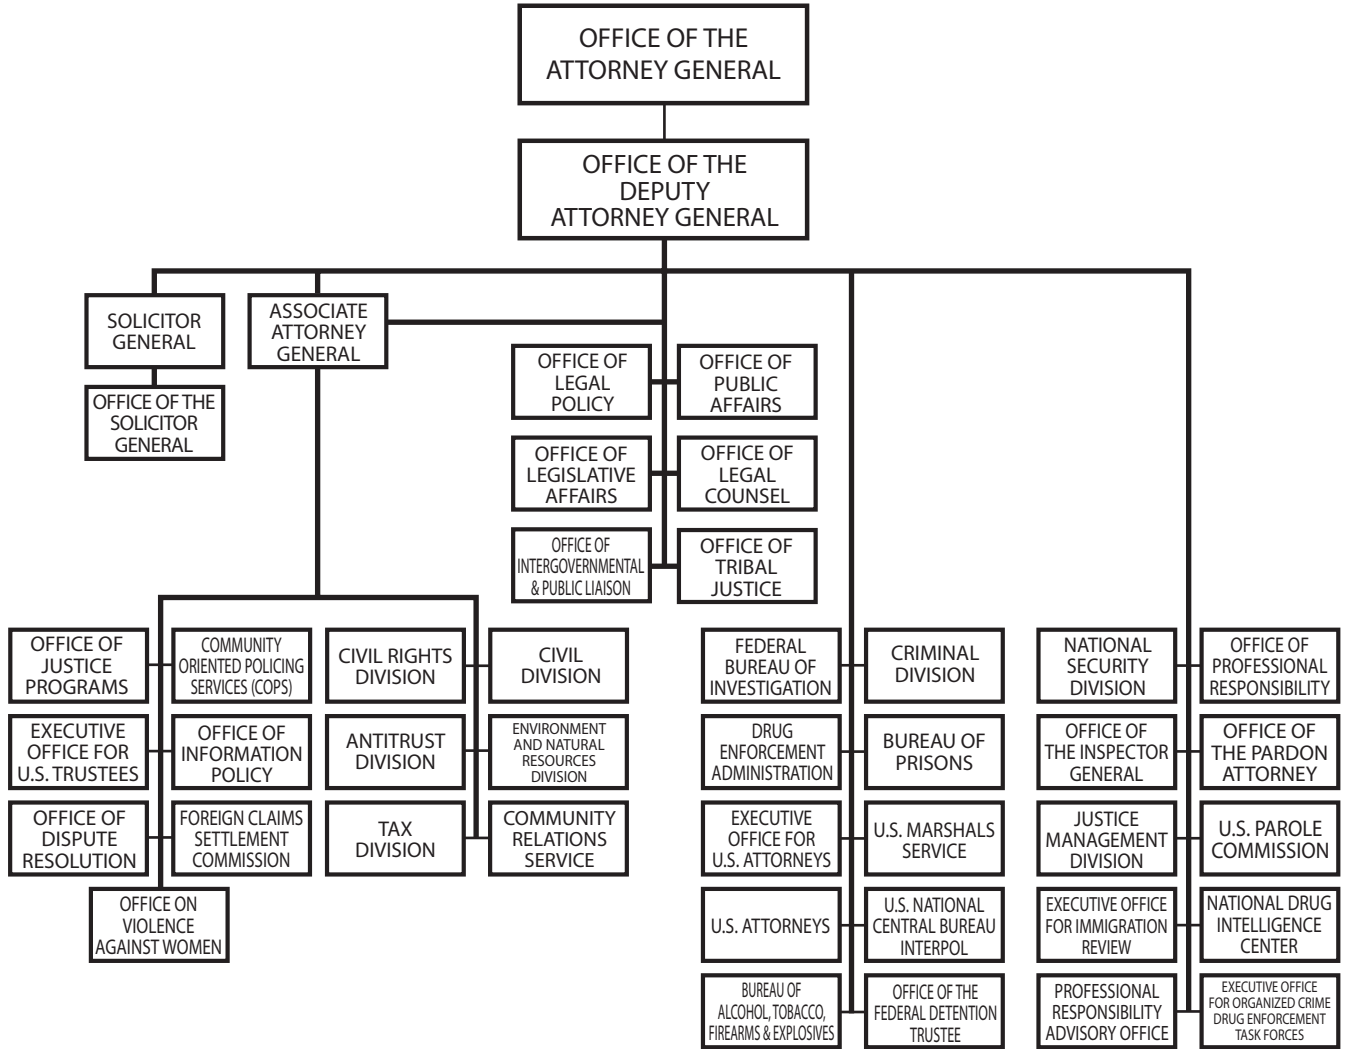 OFFICE OF THE
ATTORNEY GENERAL
OFFICE OF THE
DEPUTY
ATTORNEY GENERAL
SOLICITOR
GENERAL
ASSOCIATE
ATTORNEY
GENERAL
OFFICE OF THE
SOLICITOR
GENERAL
OFFICE OF
LEGAL
POLICY
OFFICE OF
PUBLIC
AFFAIRS
OFFICE OF
LEGISLATIVE
AFFAIRS
OFFICE OF
LEGAL
COUNSEL
OFFICE OF
INTERGOVERNMENTAL
& PUBLIC LIAISON
OFFICE OF
TRIBAL
JUSTICE
OFFICE OF
JUSTICE
PROGRAMS
COMMUNITY
ORIENTED POLICING
SERVICES (COPS)
CIVIL RIGHTS
DIVISION
CIVIL
DIVISION
FEDERAL
BUREAU OF
INVESTIGATION
CRIMINAL
DIVISION
NATIONAL
SECURITY
DIVISION
OFFICE OF
PROFESSIONAL
RESPONSIBILITY
EXECUTIVE
OFFICE FOR
U.S. TRUSTEES
OFFICE OF
INFORMATION
POLICY
ANTITRUST
DIVISION
ENVIRONMENT
AND NATURAL
RESOURCES
DIVISION
DRUG
ENFORCEMENT
ADMINISTRATION
BUREAU OF
PRISONS
OFFICE OF
THE INSPECTOR
GENERAL
OFFICE OF
THE PARDON
ATTORNEY
OFFICE OF
DISPUTE
RESOLUTION
FOREIGN CLAIMS
SETTLEMENT
COMMISSION
TAX
DIVISION
COMMUNITY
RELATIONS
SERVICE
EXECUTIVE
OFFICE FOR
U.S. ATTORNEYS
U.S. MARSHALS
SERVICE
JUSTICE
MANAGEMENT
DIVISION
U.S. PAROLE
COMMISSION
OFFICE ON
VIOLENCE
AGAINST WOMEN
U.S. ATTORNEYS
U.S. NATIONAL
CENTRAL BUREAU
INTERPOL
EXECUTIVE OFFICE
FOR IMMIGRATION
REVIEW
NATIONAL DRUG
INTELLIGENCE
CENTER
BUREAU OF
ALCOHOL, TOBACCO,
FIREARMS & EXPLOSIVES
OFFICE OF THE
FEDERAL DETENTION
TRUSTEE
PROFESSIONAL
RESPONSIBILITY
ADVISORY OFFICE
EXECUTIVE OFFICE
FOR ORGANIZED CRIME
DRUG ENFORCEMENT
TASK FORCES